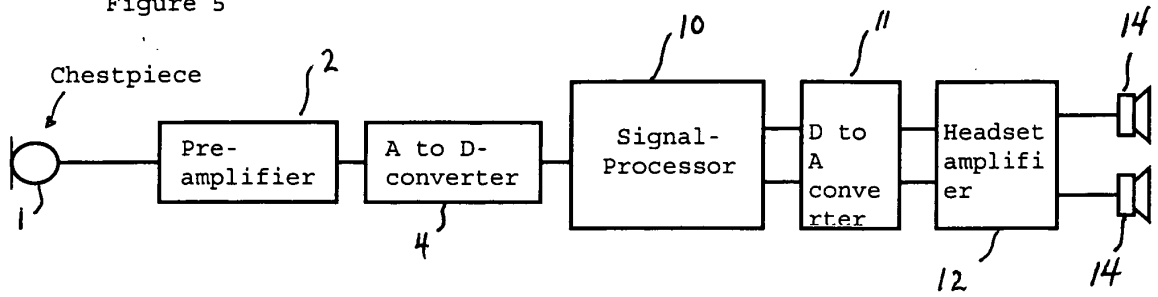 Figure 5
Chestpiece
1
2
Pre-
amplifier
A to D-
converter
4
10
Signal-
Processor
11
D to
A
conve
rter
Headset
amplifi
er
12
14
14